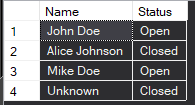 Name Status
1 John Doe Open
2 Alice Johnson Closed
3 Mike Doe Open
4 Unknown Closed